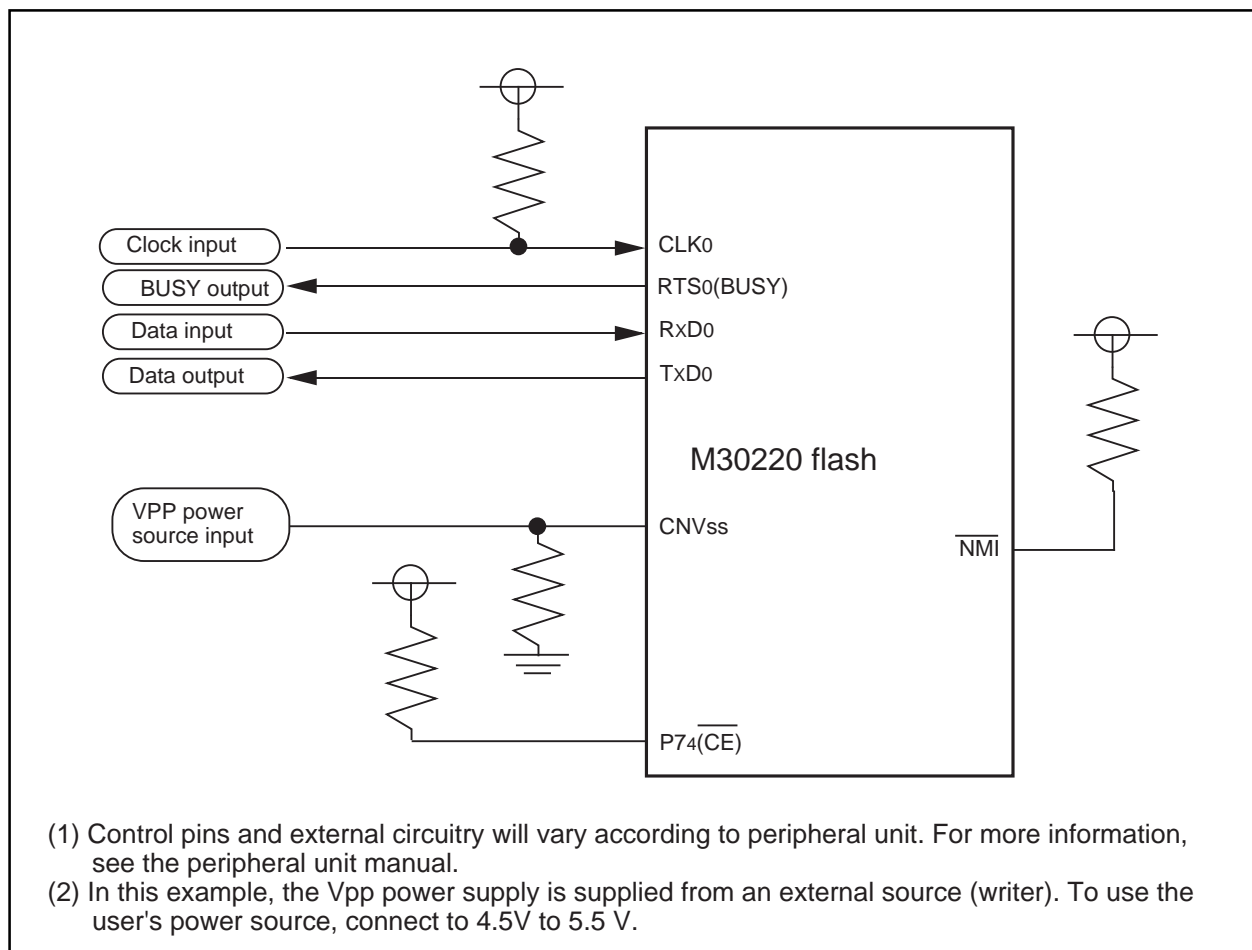 Clock input
CLK0
BUSY output
RTS0(BUSY)
Data input
RXD0
Data output
TXD0
M30220 flash
VPP power
source input
CNVss
NMI
P74(CE)
(1) Control pins and external circuitry will vary according to peripheral unit. For more information,
see the peripheral unit manual.
(2) In this example, the Vpp power supply is supplied from an external source (writer). To use the
user's power source, connect to 4.5V to 5.5 V.